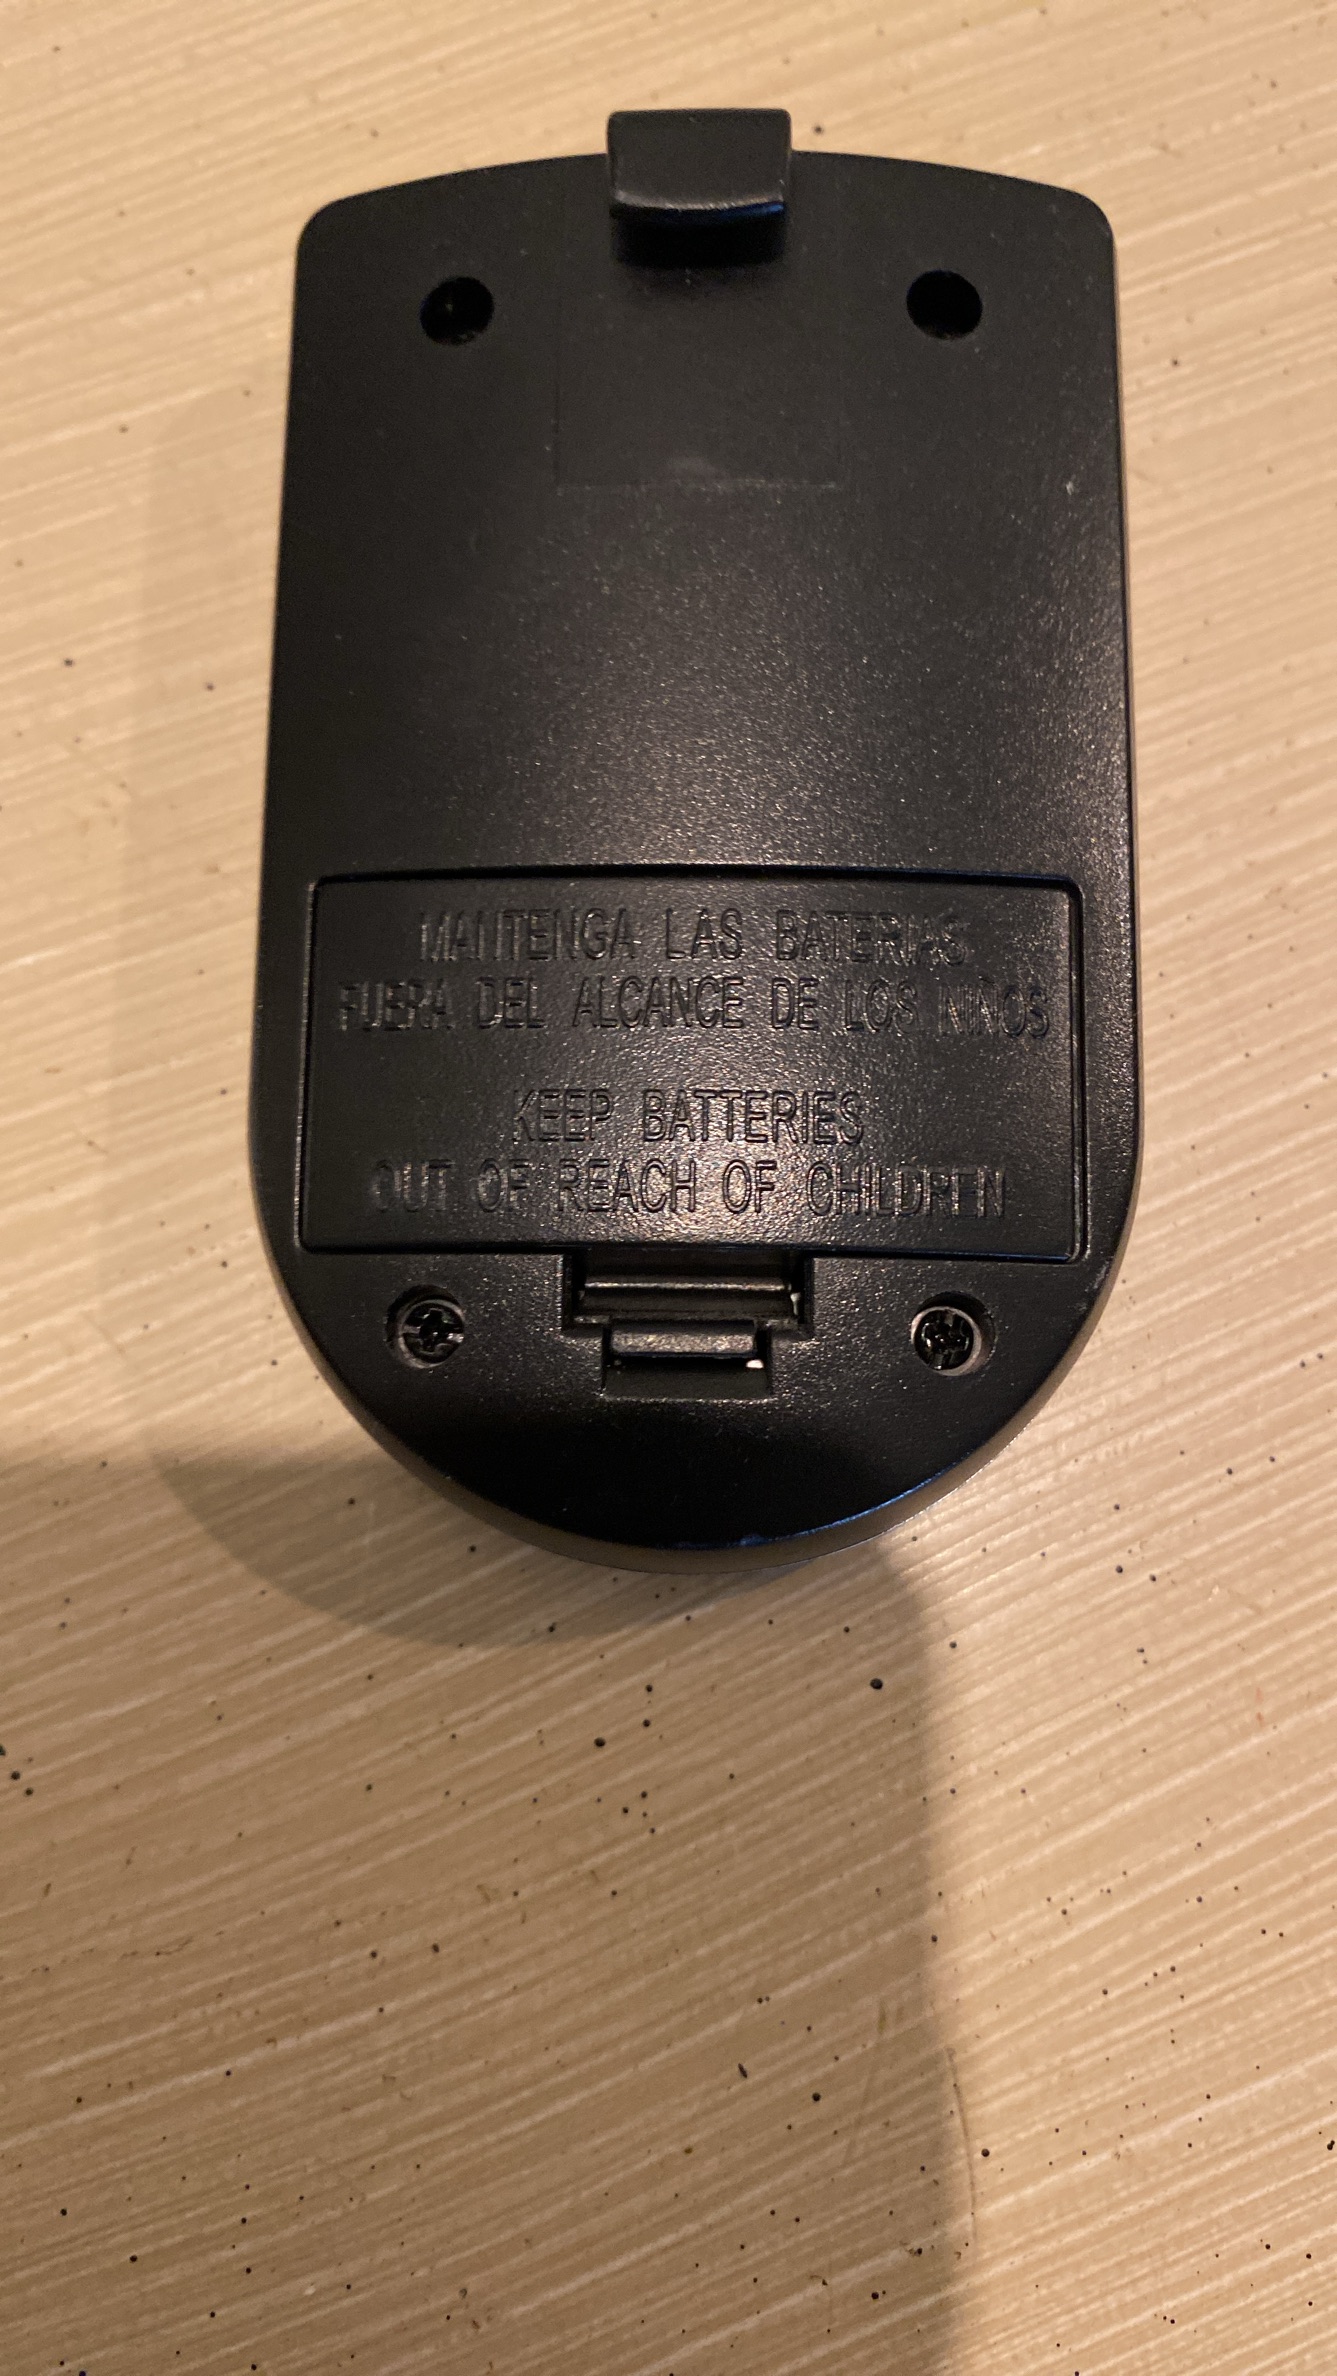 MANTENGA LAS BATERIAS
FUERA DEL ALCANCE DE LOS NIÑOS
KEEP BATTERIES
OUT OF REACH OF CHILDREN